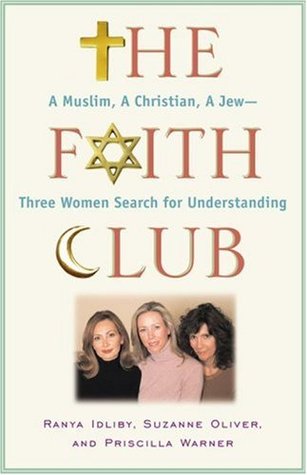 THE
A MUSLIM, A CHRISTIAN, A JEW—
FAITH
THREE WOMEN SEARCH FOR UNDERSTANDING
CLUB
RANYA IDLIBY, SUZANNE OLIVER,
AND PRISCILLA WARNER